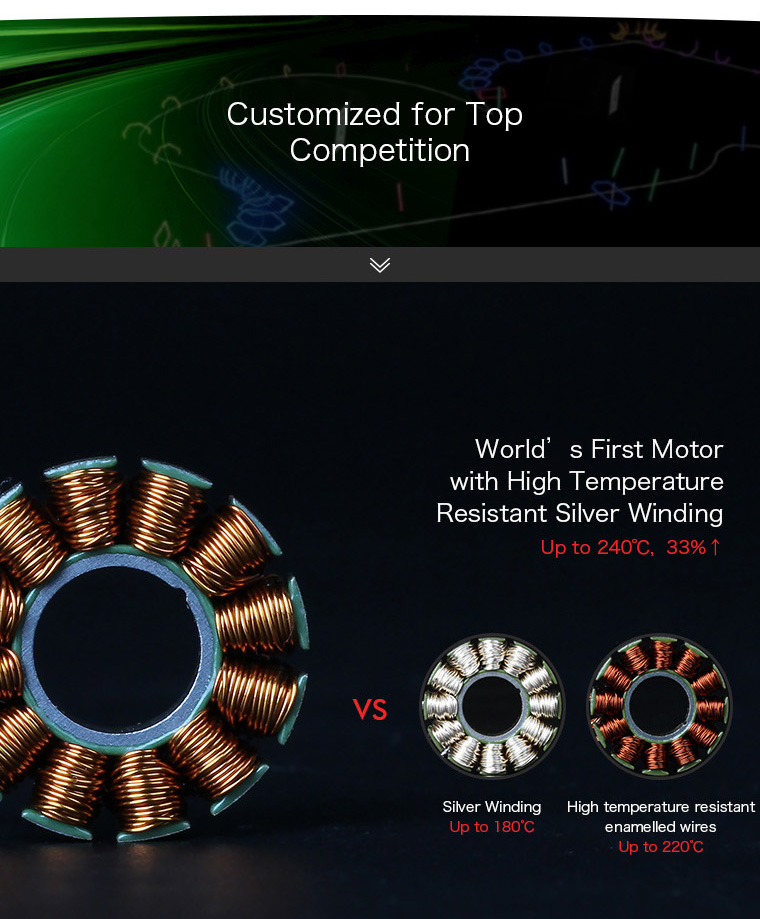 Customized for Top
Competition
World’s First Motor
with High Temperature
Resistant Silver Winding
Up to 240℃, 33%↑
VS
Silver Winding
Up to 180℃
High temperature resistant
enamelled wires
Up to 220℃